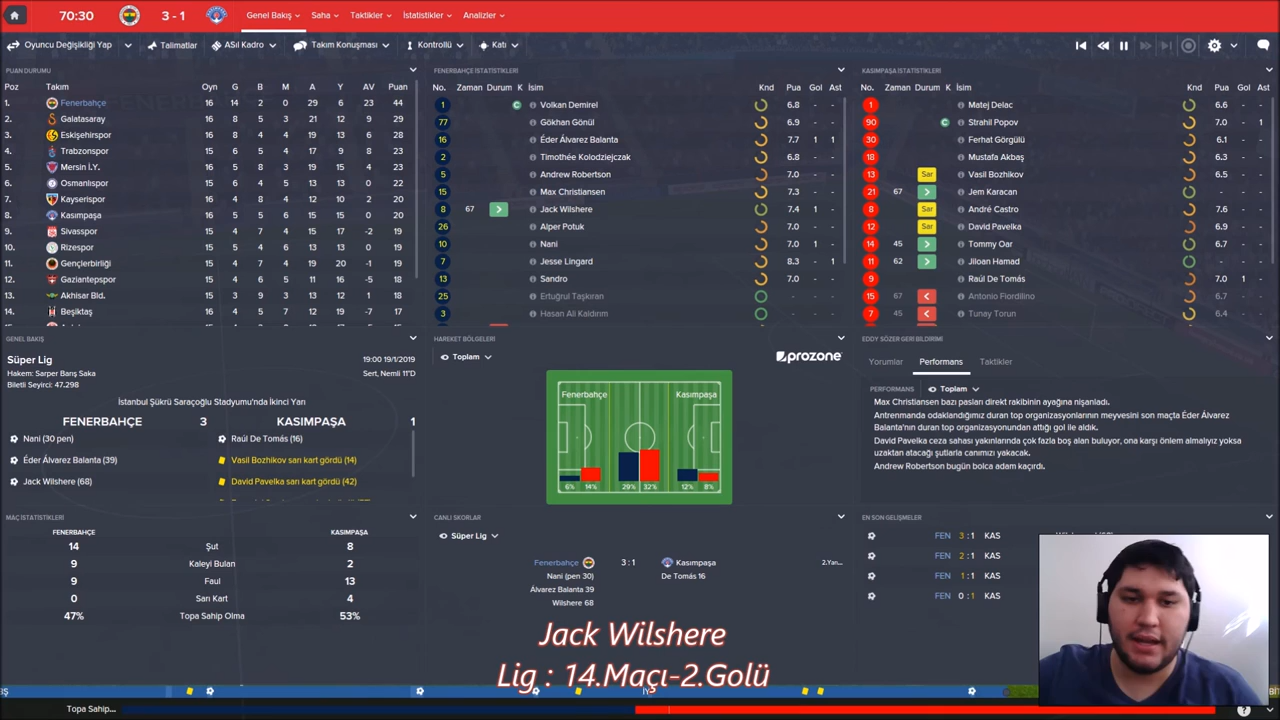 70:30 3 - 1 Genel Bakış Saha Taktikler İstatistikler Analizler
Oyuncu Değişikliği Yap Talimatlar Asıl Kadro Takım Konuşması Kontrollü Katı
PUAN DURUMU
Poz Takım Oyn G B M A Y AV Puan
1. Fenerbahçe 16 14 2 0 29 6 23 44
2. Galatasaray 16 8 5 3 21 12 9 29
3. Eskişehirspor 16 8 4 4 19 13 6 28
4. Trabzonspor 15 6 5 4 17 9 8 23
5. Mersin İ.Y. 16 5 8 3 19 15 4 23
6. Osmanlıspor 15 6 4 5 13 13 0 22
7. Kayserispor 16 4 8 4 12 10 2 20
8. Kasımpaşa 16 5 5 6 15 15 0 20
9. Sivasspor 15 4 7 4 15 17 -2 19
10. Rizespor 15 5 4 6 13 13 0 19
11. Gençlerbirliği 15 4 7 4 19 20 -1 19
12. Gaziantepspor 15 4 6 5 11 16 -5 18
13. Akhisar Bld. 15 3 9 3 13 12 1 18
14. Beşiktaş 16 4 5 7 12 19 -7 17
FENERBAHÇE İSTATİSTİKLERİ
No. Zaman Durum K İsim Knd Pua Gol Ast
1 C Volkan Demirel 6.8 - -
77 Gökhan Gönül 6.9 - -
16 Éder Álvarez Balanta 7.7 1 1
2 Timothée Kolodziejczak 6.8 - -
5 Andrew Robertson 7.0 - -
15 Max Christiansen 7.3 - -
8 67 Jack Wilshere 7.4 1 -
26 Alper Potuk 7.0 - -
10 Nani 7.0 1 -
7 Jesse Lingard 8.3 - 1
13 Sandro 7.0 - -
25 Ertuğrul Taşkıran - - -
3 Hasan Ali Kaldırım - - -
KASIMPAŞA İSTATİSTİKLERİ
No. Zaman Durum K İsim Knd Pua Gol Ast
1 Matej Delac 6.6 - -
90 C Strahil Popov 7.0 - 1
30 Ferhat Görgülü 6.1 - -
18 Mustafa Akbaş 6.3 - -
13 Sar Vasil Bozhikov 6.5 - -
21 67 Jem Karacan - - -
8 Sar André Castro 7.6 - -
12 Sar David Pavelka 6.9 - -
14 45 Tommy Oar 6.7 - -
11 62 Jiloan Hamad - - -
9 Raúl De Tomás 7.0 1 -
15 67 Antonio Fiordilino 6.7 - -
7 45 Tunay Torun 6.4 - -
GENEL BAKIŞ
Süper Lig 19:00 19/1/2019
Hakem: Sarper Barış Saka Sert, Nemli 11°D
Biletli Seyirci: 47.298
İstanbul Şükrü Saraçoğlu Stadyumu'nda İkinci Yarı
FENERBAHÇE 3 KASIMPAŞA 1
Nani (30 pen) Raúl De Tomás (16)
Éder Álvarez Balanta (39) Vasil Bozhikov sarı kart gördü (14)
Jack Wilshere (68) David Pavelka sarı kart gördü (42)
HAREKET BÖLGELERİ
Toplam prozone
Fenerbahçe Kasımpaşa
6% 14% 29% 32% 12% 8%
EDDY SÖZER GERİ BİLDİRİMİ
Yorumlar Performans Taktikler
PERFORMANS Toplam
Max Christiansen bazı pasları direkt rakibinin ayağına nişanladı.
Antrenmanda odaklandığımız duran top organizasyonlarının meyvesini son maçta Éder Álvarez
Balanta'nın duran top organizasyonundan attığı gol ile aldık.
David Pavelka ceza sahası yakınlarında çok fazla boş alan buluyor, ona karşı önlem almalıyız yoksa
uzaktan atacağı şutlarla canımızı yakacak.
Andrew Robertson bugün bolca adam kaçırdı.
MAÇ İSTATİSTİKLERİ
FENERBAHÇE KASIMPAŞA
14 Şut 8
9 Kaleyi Bulan 2
9 Faul 13
0 Sarı Kart 4
47% Topa Sahip Olma 53%
CANLI SKORLAR
Süper Lig
Fenerbahçe 3:1 Kasımpaşa 2.Yarı...
Nani (pen 30) De Tomás 16
Álvarez Balanta 39
Wilshere 68
EN SON GELİŞMELER
FEN 3:1 KAS
FEN 2:1 KAS
FEN 1:1 KAS
FEN 0:1 KAS
Jack Wilshere
Lig : 14.Maçı-2.Golü
Topa Sahip...